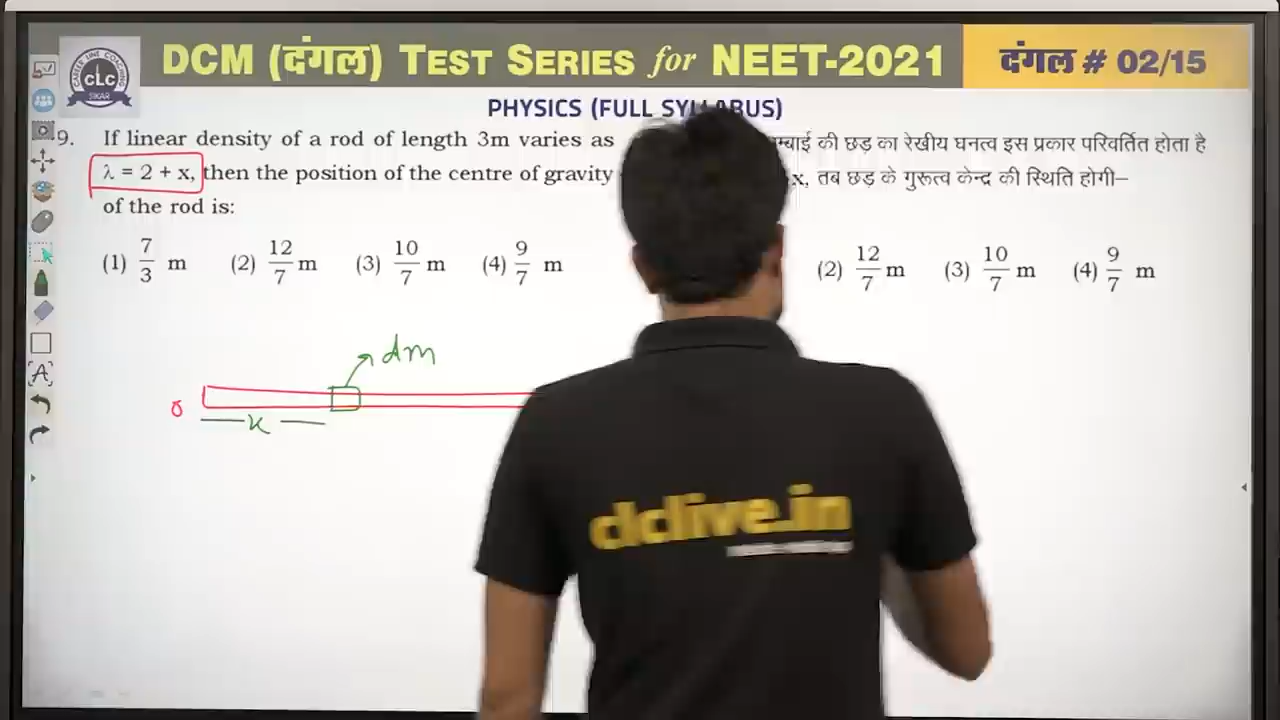 DCM (दंगल) TEST SERIES for NEET-2021
दंगल # 02/15
CLC
SIKAR
PHYSICS (FULL SYLLABUS)
9. If linear density of a rod of length 3m varies as
λ = 2 + x, then the position of the centre of gravity
of the rod is:
(1) 7/3 m (2) 12/7 m (3) 10/7 m (4) 9/7 m
की छड़ का रेखीय घनत्व इस प्रकार परिवर्तित होता है
x, तब छड़ के गुरूत्व केन्द्र की स्थिति होगी–
(2) 12/7 m (3) 10/7 m (4) 9/7 m
dm
o
x
clclive.in